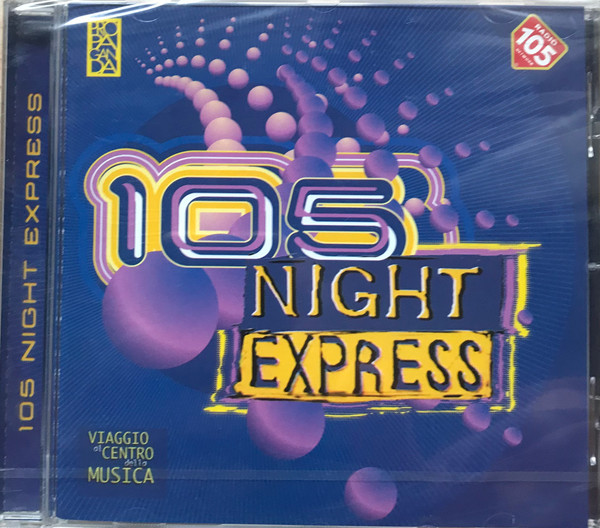 105 NIGHT EXPRESS
RADIO
105
NETWORK
105
NIGHT
EXPRESS
VIAGGIO
al CENTRO
della
MUSICA